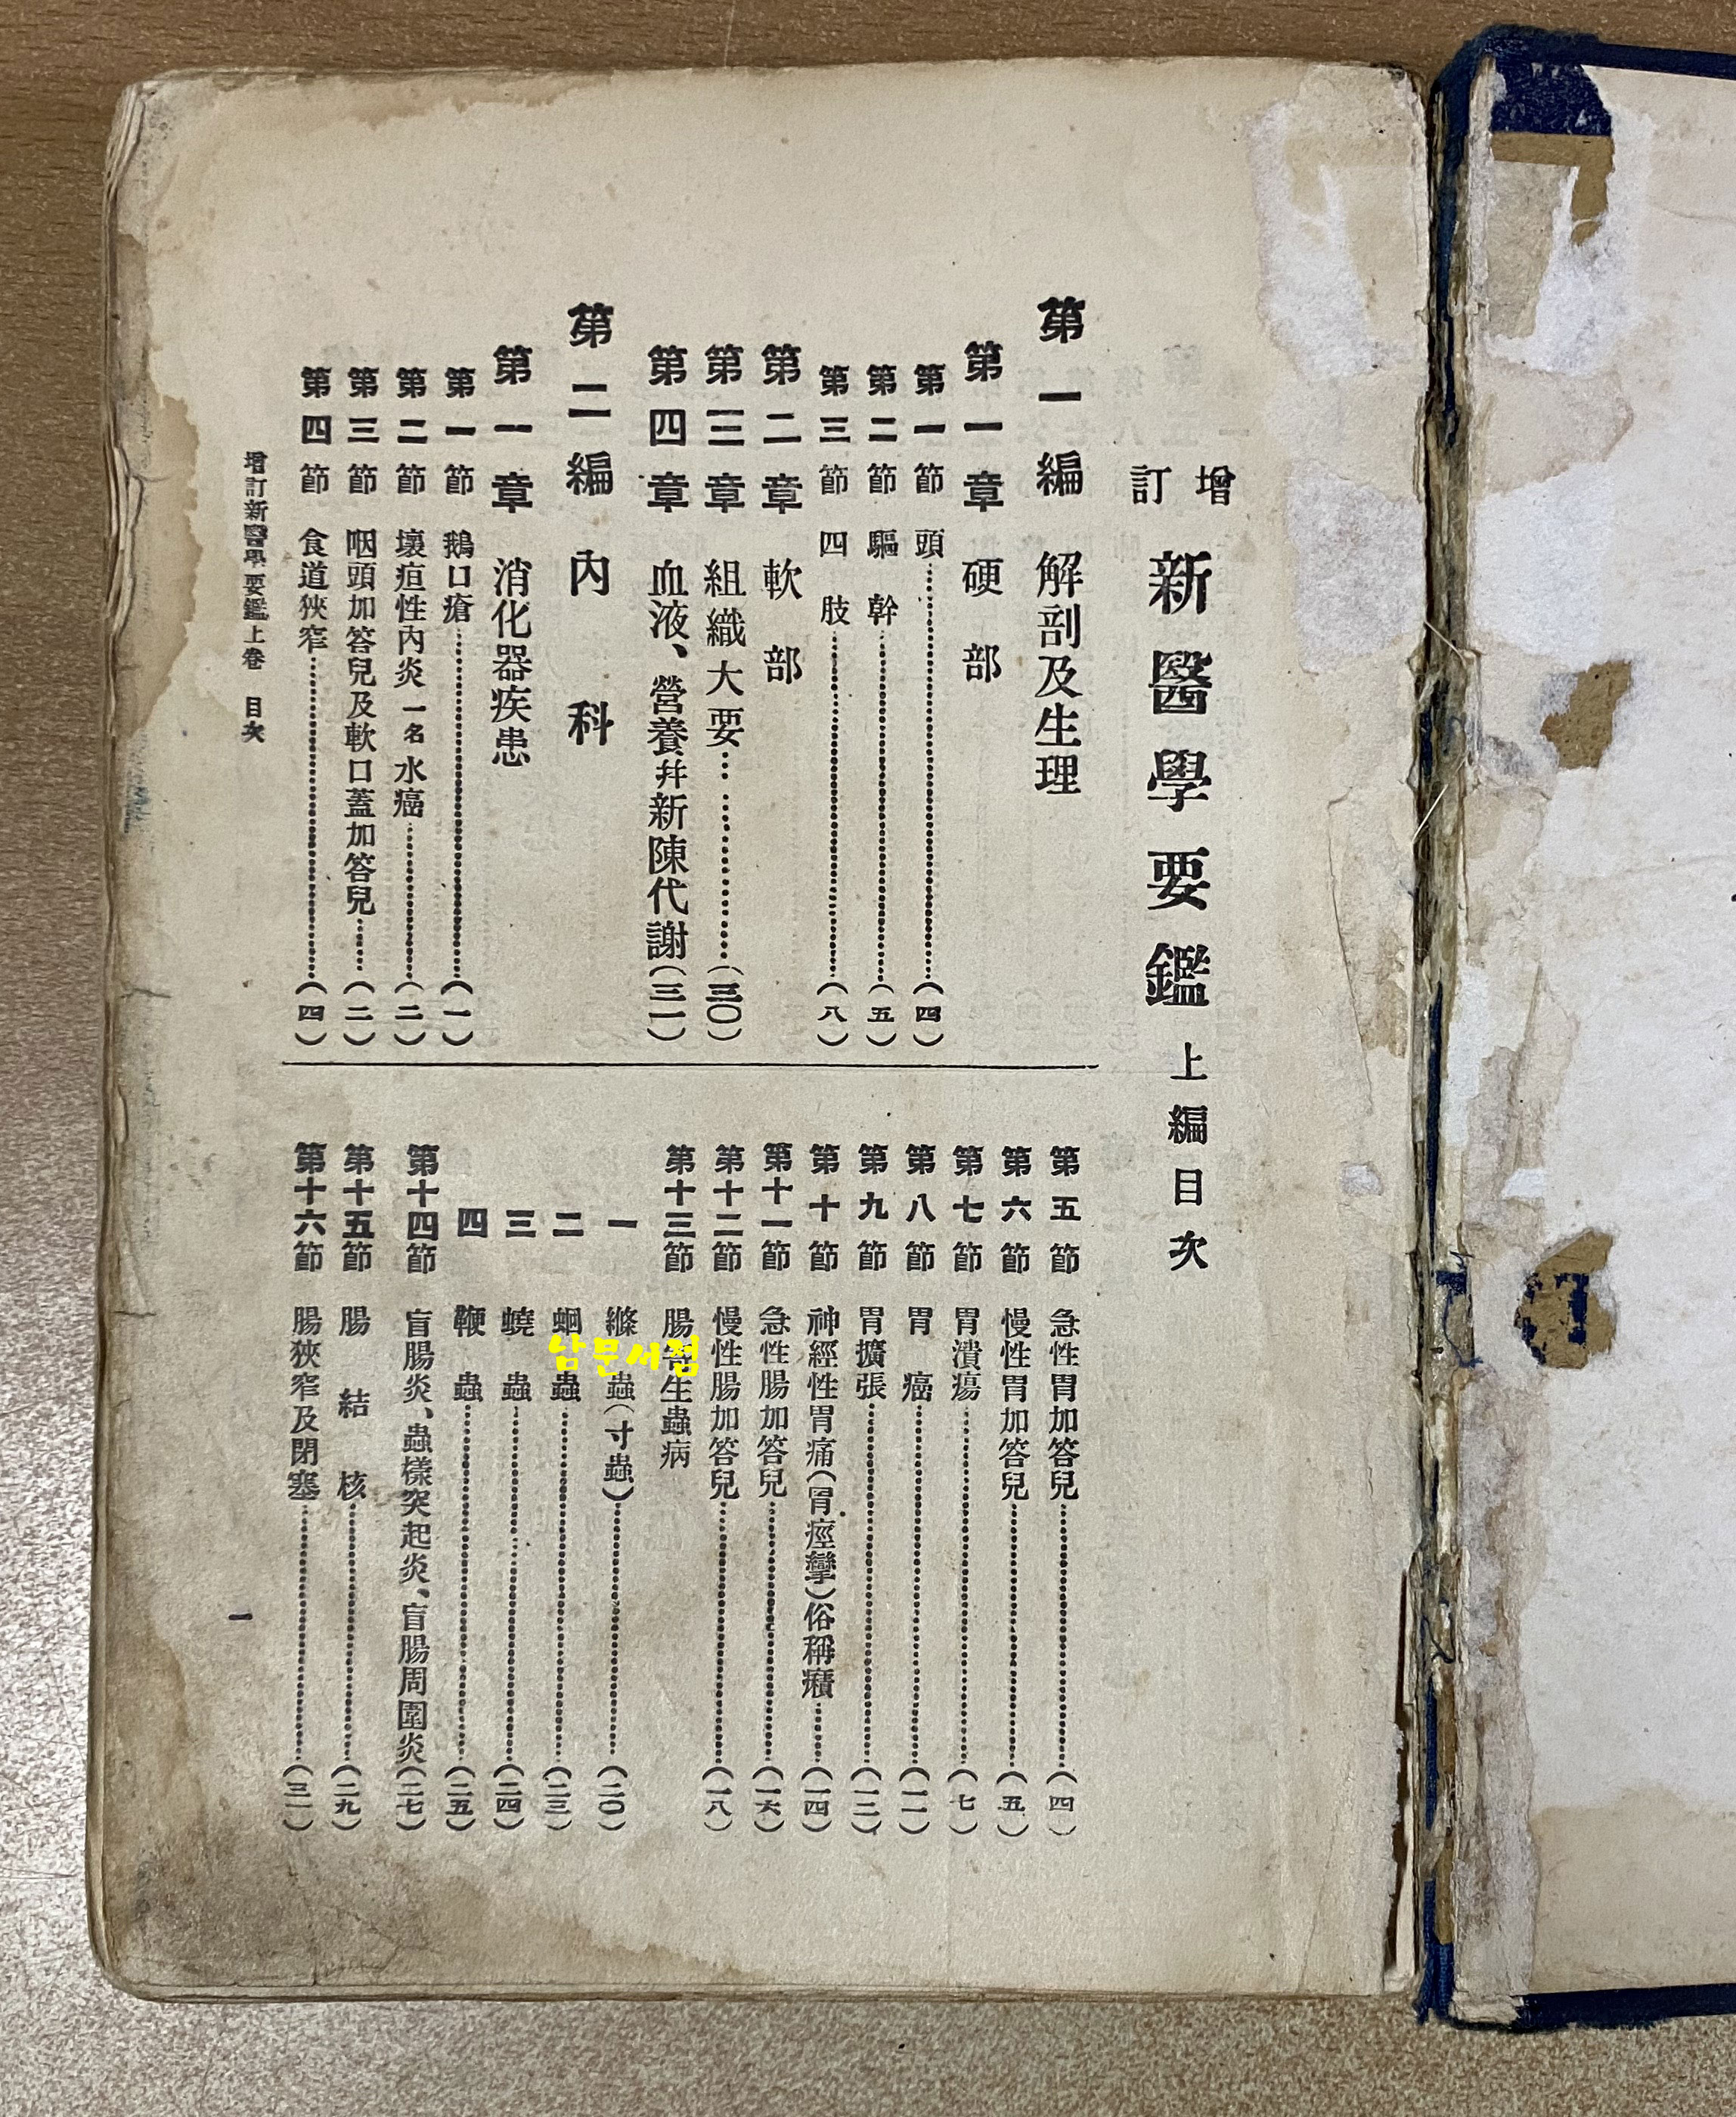 增訂 新醫學要鑑 上編目次
第一編 解剖及生理
第一章 硬部
第一節 頭…………(四)
第二節 軀幹…………(五)
第三節 四肢…………(八)
第二章 軟部
第三章 組織大要…………(三〇)
第四章 血液、營養幷新陳代謝(三一)
第二編 內科
第一章 消化器疾患
第一節 鵝口瘡…………(一)
第二節 壞疽性內炎一名水癌…………(二)
第三節 咽頭加答兒及軟口蓋加答兒……(二)
第四節 食道狹窄…………(四)
第五節 急性胃加答兒…………(四)
第六節 慢性胃加答兒…………(五)
第七節 胃潰瘍…………(七)
第八節 胃癌…………(一一)
第九節 胃擴張…………(一二)
第十節 神經性胃痛(胃痙攣)俗稱癪……(一四)
第十一節 急性腸加答兒…………(一六)
第十二節 慢性腸加答兒…………(一八)
第十三節 腸寄生蟲病
一 絛蟲(寸蟲)…………(二〇)
二 蛔蟲…………(二三)
三 蟯蟲…………(二四)
四 鞭蟲…………(二五)
第十四節 盲腸炎、蟲樣突起炎、盲腸周圍炎(二七)
第十五節 腸結核…………(二九)
第十六節 腸狹窄及閉塞…………(三一)
增訂新醫學要鑑上卷 目次
一
남문서점